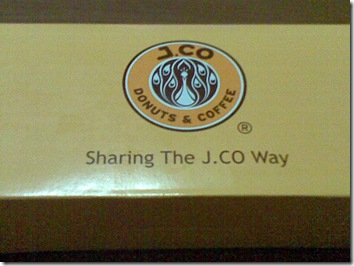 J.CO
DONUTS & COFFEE
®
Sharing The J.CO Way